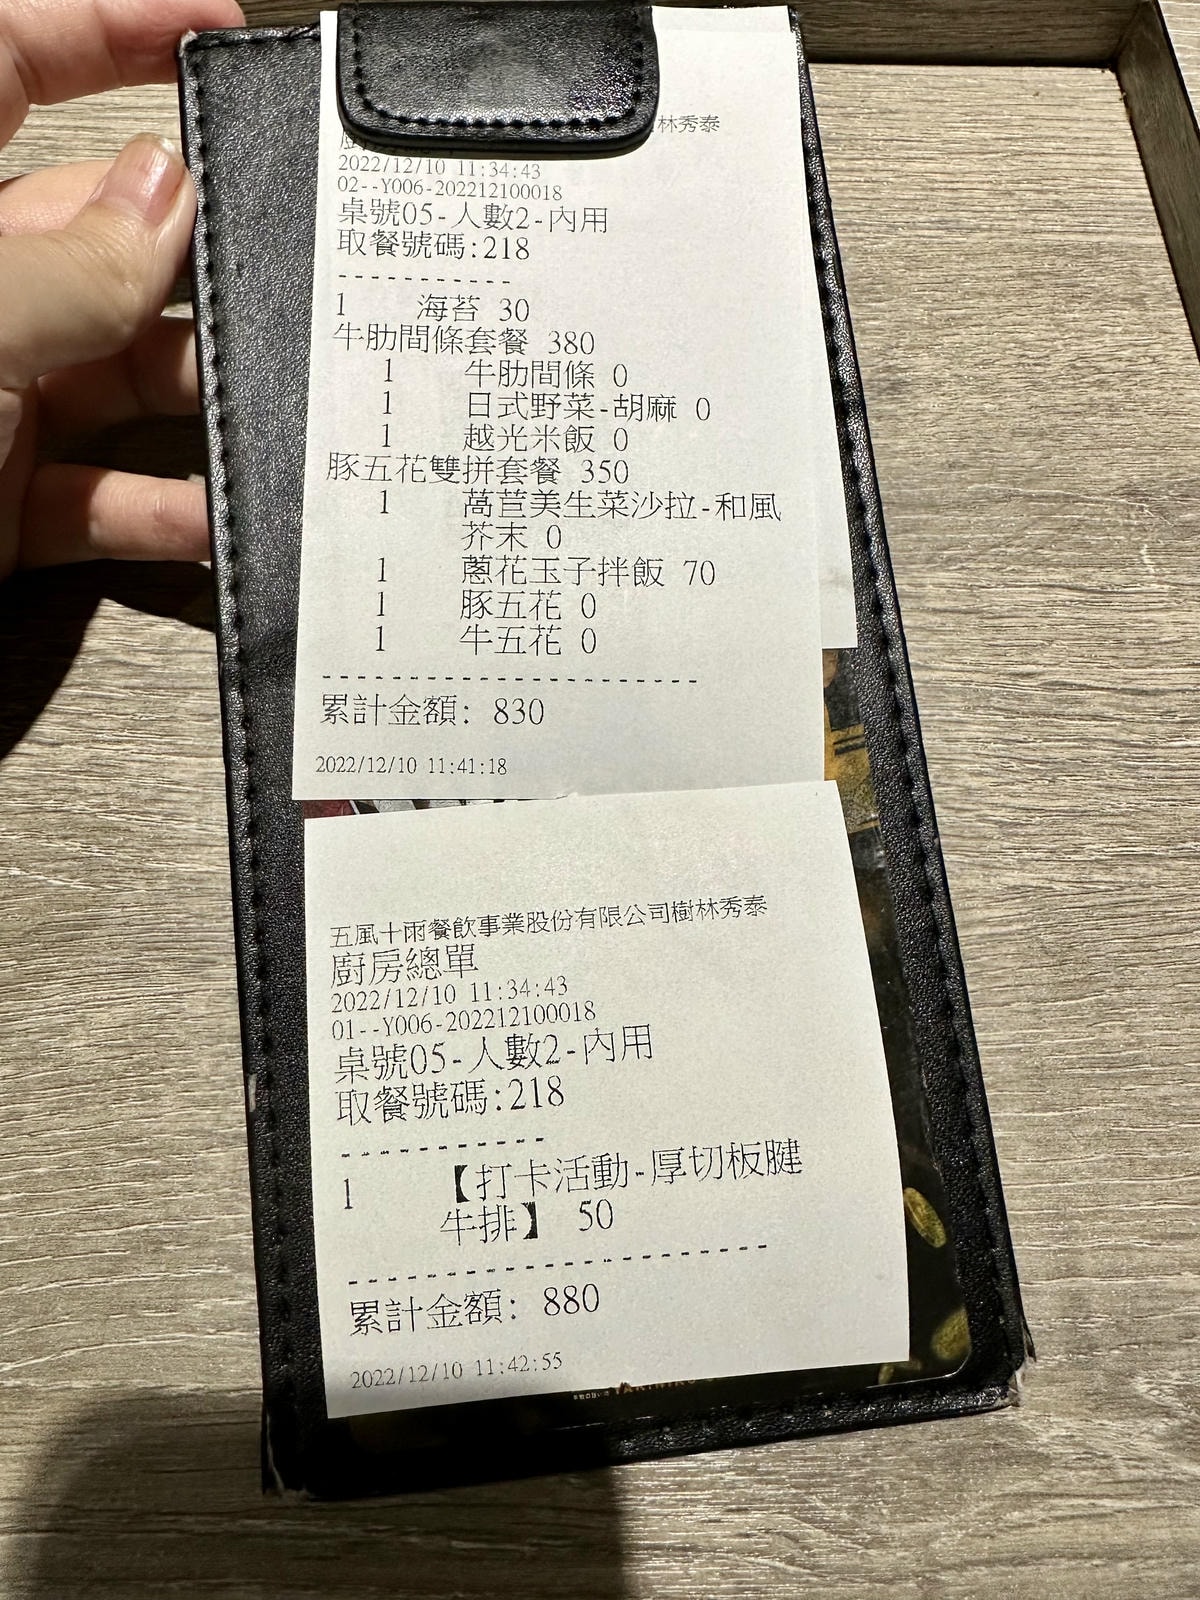 林秀泰
2022/12/10 11:34:43
02--Y006-202212100018
桌號05-人數2-內用
取餐號碼:218
-----------
1 海苔 30
牛肋間條套餐 380
1 牛肋間條 0
1 日式野菜-胡麻 0
1 越光米飯 0
豚五花雙拼套餐 350
1 萵苣美生菜沙拉-和風
芥末 0
1 蔥花玉子拌飯 70
1 豚五花 0
1 牛五花 0
------------------------
累計金額: 830
2022/12/10 11:41:18
五風十雨餐飲事業股份有限公司樹林秀泰
廚房總單
2022/12/10 11:34:43
01--Y006-202212100018
桌號05-人數2-內用
取餐號碼:218
------------
1 【打卡活動-厚切板腱
牛排】 50
------------------------
累計金額: 880
2022/12/10 11:42:55